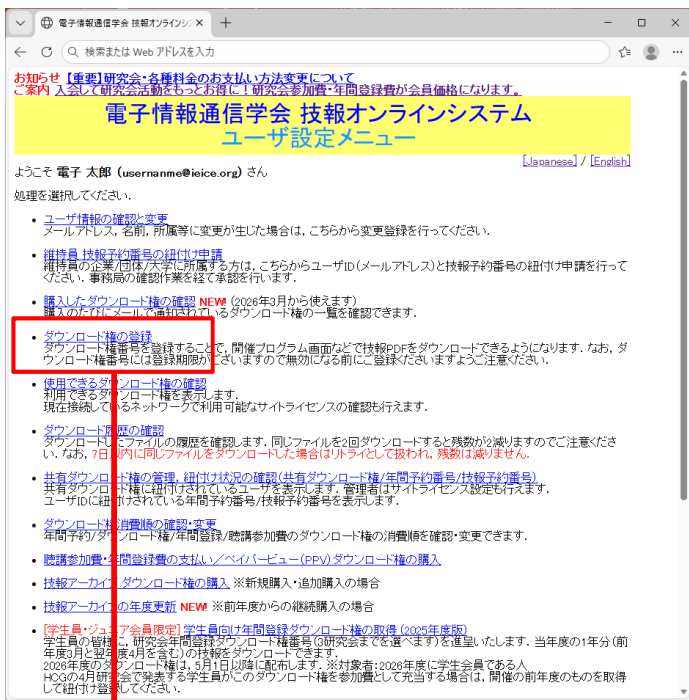 電子情報通信学会 技報オンラインシ
検索または Web アドレスを入力
お知らせ 【重要】研究会・各種料金のお支払い方法変更について
ご案内 入会して研究会活動をもっとお得に！研究会参加費・年間登録費が会員価格になります。
電子情報通信学会 技報オンラインシステム
ユーザ設定メニュー
[Japanese] / [English]
ようこそ 電子 太郎 (usernanme@ieice.org) さん
処理を選択してください.
• ユーザ情報の確認と変更
メールアドレス, 名前, 所属等に変更が生じた場合は, こちらから変更登録を行ってください.
• 維持員 技報予約番号の紐付け申請
維持員の企業/団体/大学に所属する方は, こちらからユーザID(メールアドレス)と技報予約番号の紐付け申請を行って
ください. 事務局の確認作業を経て承認を行います.
• 購入したダウンロード権の確認 NEW! (2026年3月から使えます)
購入のたびにメールで通知されているダウンロード権の一覧を確認できます.
• ダウンロード権の登録
ダウンロード権番号を登録することで, 開催プログラム画面などで技報PDFをダウンロードできるようになります. なお, ダ
ウンロード権番号には登録期限がございますので無効になる前にご登録くださいますようご注意ください.
• 使用できるダウンロード権の確認
利用できるダウンロード権を表示します.
現在接続しているネットワークで利用可能なサイトライセンスの確認も行えます.
• ダウンロード履歴の確認
ダウンロードしたファイルの履歴を確認します. 同じファイルを2回ダウンロードすると残数が2減りますのでご注意くださ
い. なお, 7日以内に同じファイルをダウンロードした場合はリトライとして扱われ, 残数は減りません.
• 共有ダウンロード権の管理, 紐付け状況の確認(共有ダウンロード権/年間予約番号/技報予約番号)
共有ダウンロード権に紐付けされているユーザを表示します. 管理者はサイトライセンス設定も行えます.
ユーザIDに紐付けされている年間予約番号/技報予約番号を表示します.
• ダウンロード権消費順の確認・変更
年間予約/ダウンロード権/年間登録/聴講参加費のダウンロード権の消費順を確認・変更できます.
• 聴講参加費・年間登録費の支払い／ペイパービュー(PPV)ダウンロード権の購入
• 技報アーカイブ ダウンロード権の購入 ※新規購入・追加購入の場合
• 技報アーカイブの年度更新 NEW! ※前年度からの継続購入の場合
• [学生員・ジュニア会員限定] 学生員向け年間登録ダウンロード権の取得 (2025年度版)
学生員の皆様に, 研究会年間登録ダウンロード権番号(3研究会までを選べます)を進呈いたします. 当年度の1年分(前
年度3月と翌年度4月を含む)の技報をダウンロードできます.
2026年度のダウンロード権は, 5月1日以降に配布します. ※対象者:2026年度に学生会員である人
HCGの4月研究会で発表する学生員がこのダウンロード権を参加費として充当する場合は, 開催の前年度のものを取得
して紐付け登録してください.